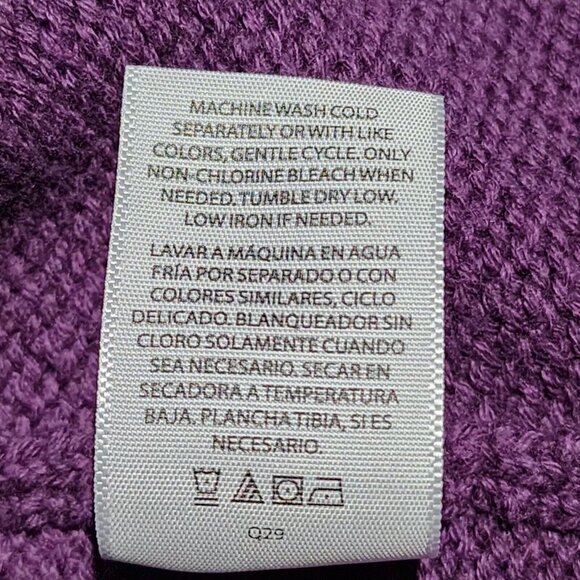 MACHINE WASH COLD
SEPARATELY OR WITH LIKE
COLORS, GENTLE CYCLE. ONLY
NON-CHLORINE BLEACH WHEN
NEEDED. TUMBLE DRY LOW.
LOW IRON IF NEEDED.
LAVAR A MÁQUINA EN AGUA
FRÍA POR SEPARADO O CON
COLORES SIMILARES, CICLO
DELICADO. BLANQUEADOR SIN
CLORO SOLAMENTE CUANDO
SEA NECESARIO. SECAR EN
SECADORA A TEMPERATURA
BAJA. PLANCHA TIBIA, SI ES
NECESARIO.
Q29